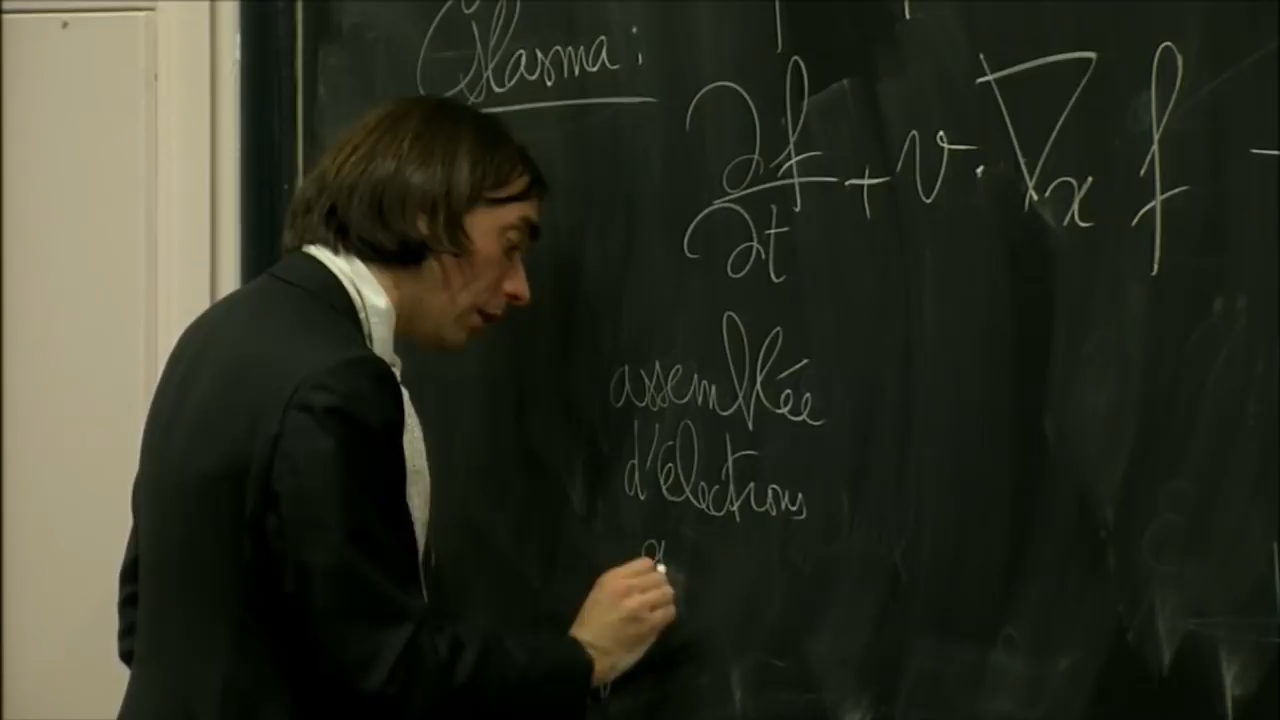 Plasma :
∂f/∂t + v · ∇x f -
assemblée
d'électrons